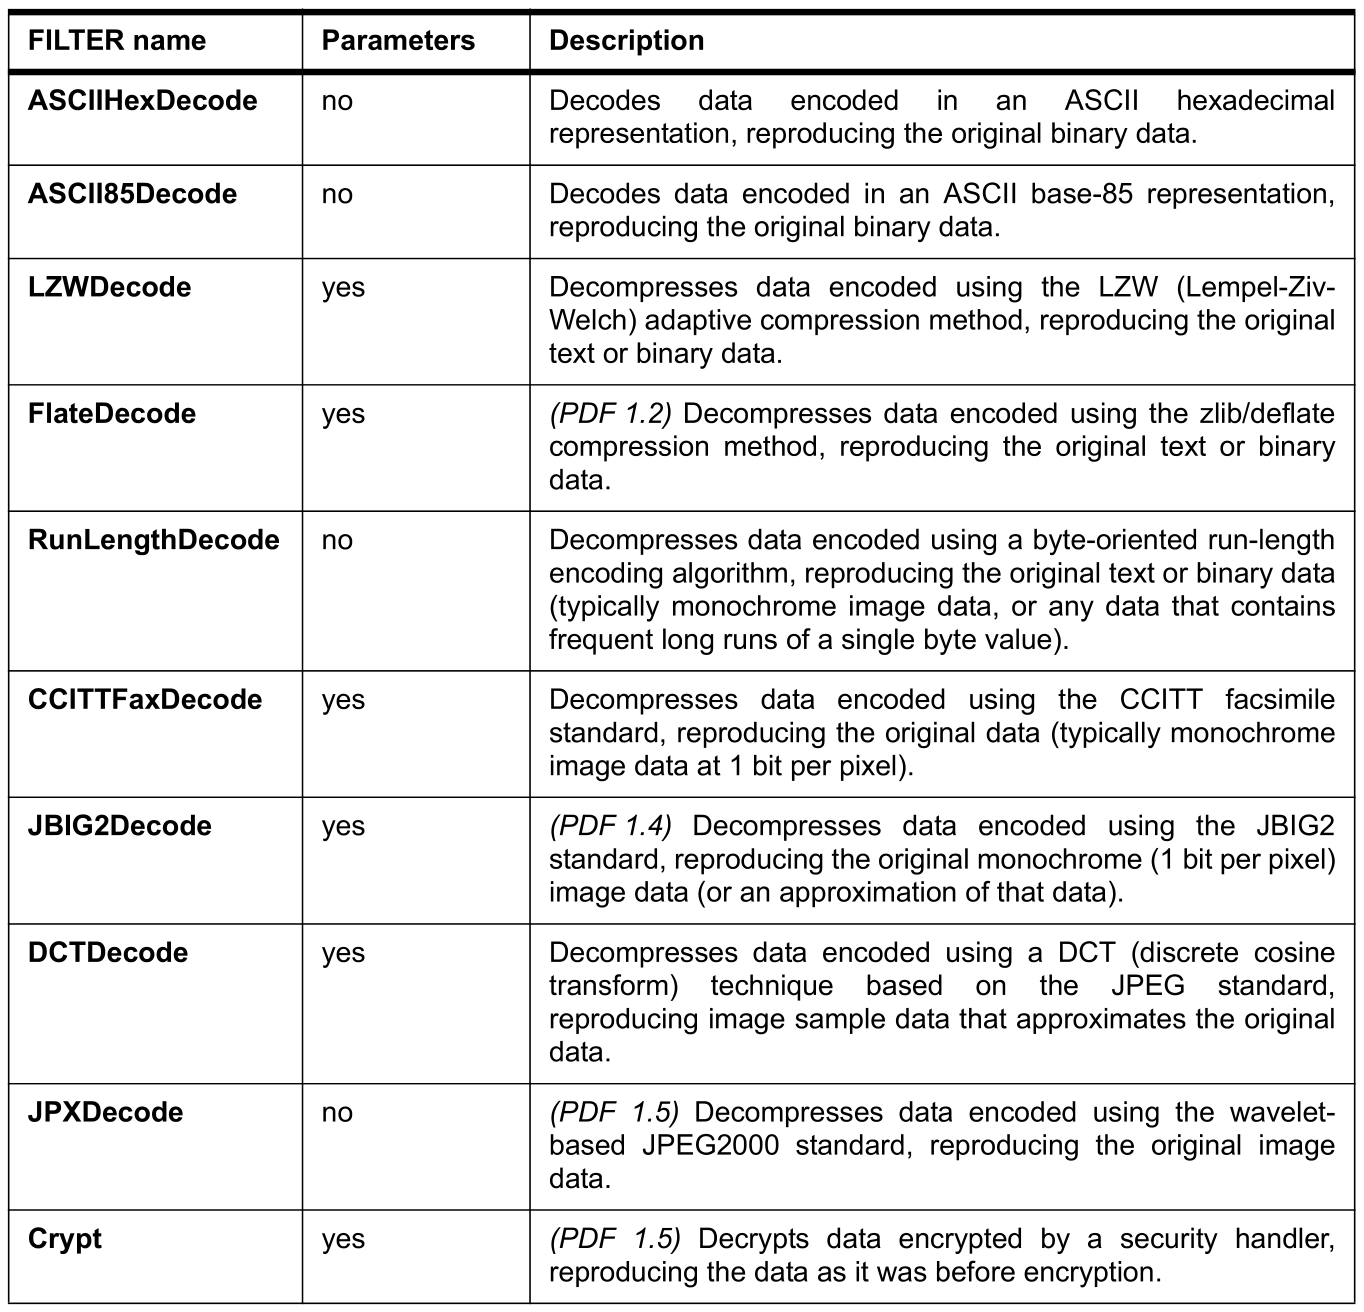 FILTER name Parameters Description
ASCIIHexDecode no Decodes data encoded in an ASCII hexadecimal
representation, reproducing the original binary data.
ASCII85Decode no Decodes data encoded in an ASCII base-85 representation,
reproducing the original binary data.
LZWDecode yes Decompresses data encoded using the LZW (Lempel-Ziv-
Welch) adaptive compression method, reproducing the original
text or binary data.
FlateDecode yes (PDF 1.2) Decompresses data encoded using the zlib/deflate
compression method, reproducing the original text or binary
data.
RunLengthDecode no Decompresses data encoded using a byte-oriented run-length
encoding algorithm, reproducing the original text or binary data
(typically monochrome image data, or any data that contains
frequent long runs of a single byte value).
CCITTFaxDecode yes Decompresses data encoded using the CCITT facsimile
standard, reproducing the original data (typically monochrome
image data at 1 bit per pixel).
JBIG2Decode yes (PDF 1.4) Decompresses data encoded using the JBIG2
standard, reproducing the original monochrome (1 bit per pixel)
image data (or an approximation of that data).
DCTDecode yes Decompresses data encoded using a DCT (discrete cosine
transform) technique based on the JPEG standard,
reproducing image sample data that approximates the original
data.
JPXDecode no (PDF 1.5) Decompresses data encoded using the wavelet-
based JPEG2000 standard, reproducing the original image
data.
Crypt yes (PDF 1.5) Decrypts data encrypted by a security handler,
reproducing the data as it was before encryption.